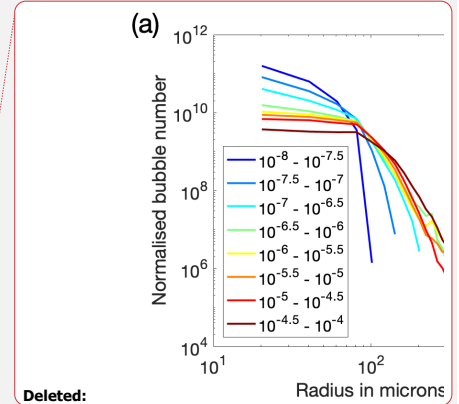 (a)
10^12
10^10
10^8
10^6
10^4
Normalised bubble number
10^-8 - 10^-7.5
10^-7.5 - 10^-7
10^-7 - 10^-6.5
10^-6.5 - 10^-6
10^-6 - 10^-5.5
10^-5.5 - 10^-5
10^-5 - 10^-4.5
10^-4.5 - 10^-4
10^1
10^2
Radius in microns
Deleted: